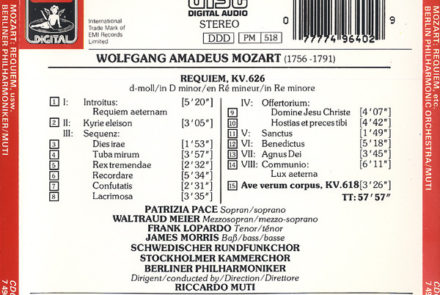 DIGITAL
International
Trade Mark of
EMI Records
Limited
disc
DIGITAL AUDIO
STEREO
DDD PM 518
0
77774 96402
9
WOLFGANG AMADEUS MOZART (1756-1791)
REQUIEM, KV.626
d-moll/in D minor/en Ré mineur/in Re minore
1 I: Introitus: [5'20"]
Requiem aeternam
2 II: Kyrie eleison [3'05"]
III: Sequenz:
3 Dies irae [1'53"]
4 Tuba mirum [3'57"]
5 Rex tremendae [2'32"]
6 Recordare [5'34"]
7 Confutatis [2'31"]
8 Lacrimosa [3'35"]
IV: Offertorium:
9 Domine Jesu Christe [4'07"]
10 Hostias et preces tibi [4'42"]
11 V: Sanctus [1'49"]
12 VI: Benedictus [5'18"]
13 VII: Agnus Dei [3'45"]
14 VIII: Communio: [6'11"]
Lux aeterna
15 Ave verum corpus, KV.618 [3'26"]
TT: 57'57"
PATRIZIA PACE Sopran/soprano
WALTRAUD MEIER Mezzosopran/mezzo-soprano
FRANK LOPARDO Tenor/ténor
JAMES MORRIS Baß/bass/basse
SCHWEDISCHER RUNDFUNKCHOR
STOCKHOLMER KAMMERCHOR
BERLINER PHILHARMONIKER
Dirigent/conducted by/Direction/Direttore
RICCARDO MUTI
MOZART: REQUIEM, usw.
BERLINER PHILHARMONIKER/MUTI
MOZART: REQUIEM,
PHILHARMONIC ORCHESTRA/MUTI